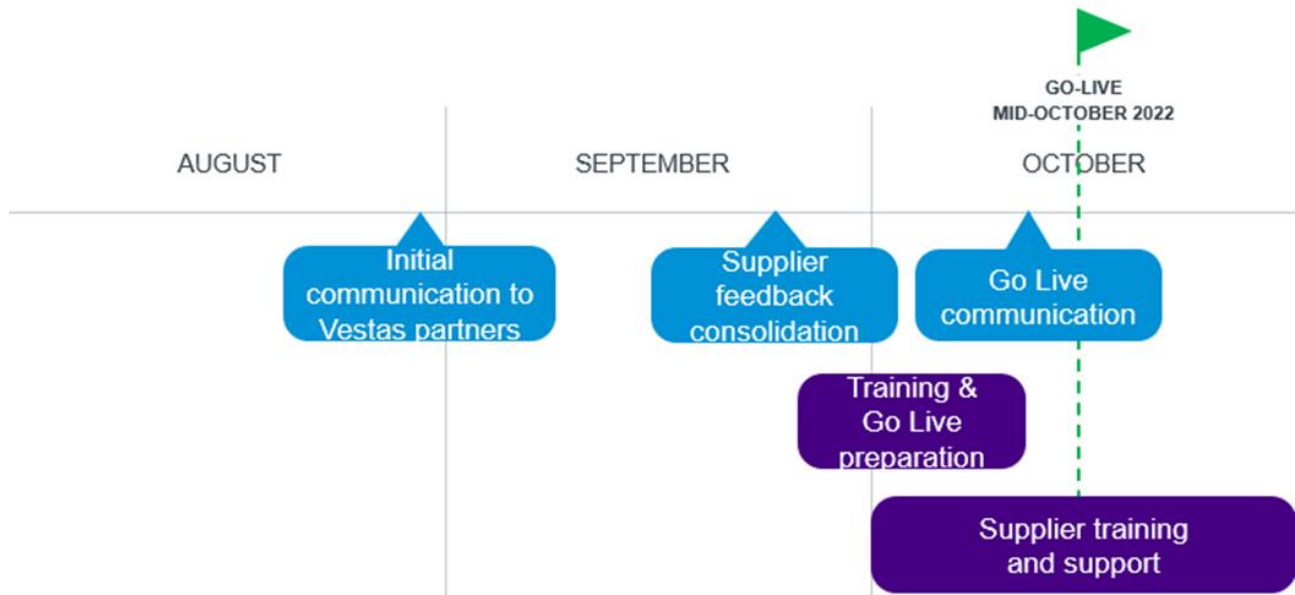 GO-LIVE
MID-OCTOBER 2022
AUGUST
SEPTEMBER
OCTOBER
Initial
communication to
Vestas partners
Supplier
feedback
consolidation
Go Live
communication
Training &
Go Live
preparation
Supplier training
and support